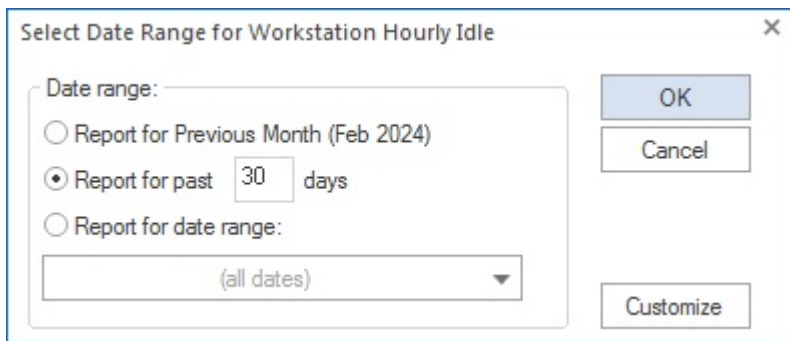 Select Date Range for Workstation Hourly Idle
Date range:
OK
Report for Previous Month (Feb 2024)
Cancel
Report for past 30 days
Report for date range:
(all dates)
Customize